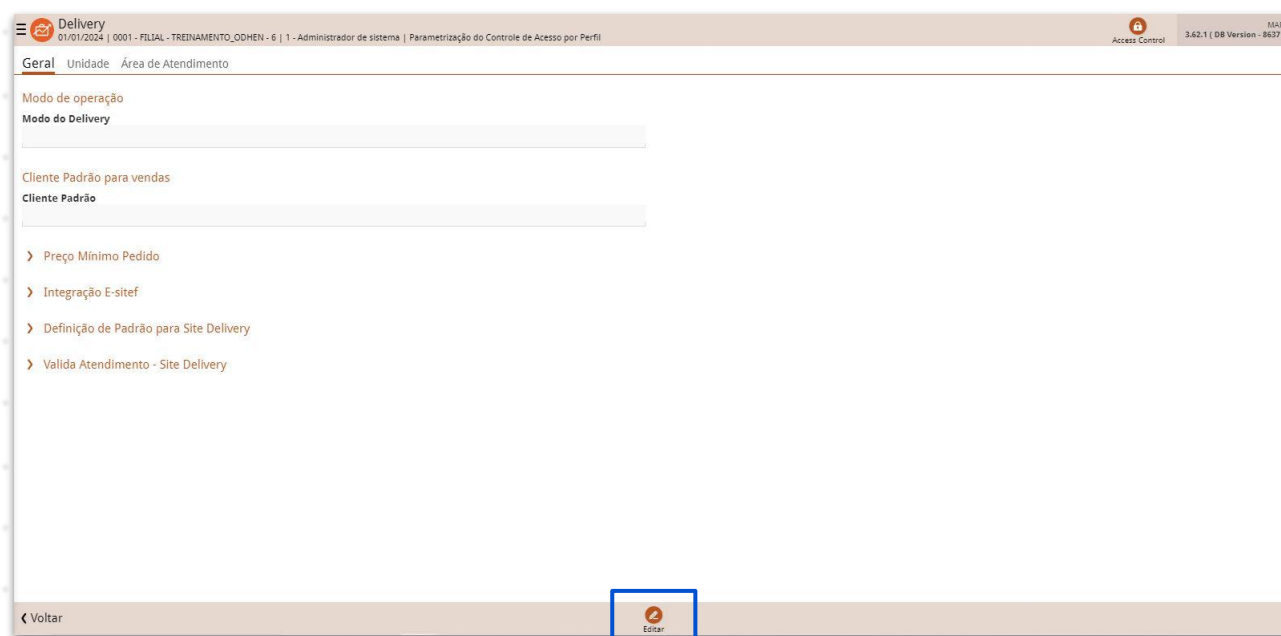 Delivery
01/01/2024 | 0001 - FILIAL - TREINAMENTO_ODHEN - 6 | 1 - Administrador de sistema | Parametrização do Controle de Acesso por Perfil
Access Control
3.62.1 ( DB Version - 8637
Geral Unidade Área de Atendimento
Modo de operação
Modo do Delivery
Cliente Padrão para vendas
Cliente Padrão
Preço Mínimo Pedido
Integração E-sitef
Definição de Padrão para Site Delivery
Valida Atendimento - Site Delivery
Voltar
Editar